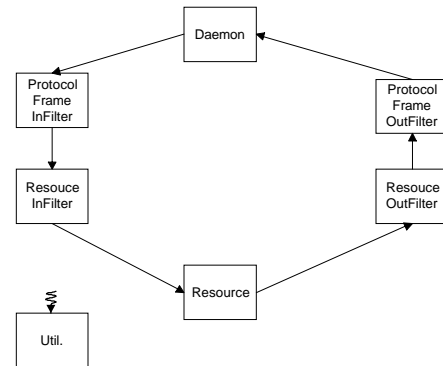 Daemon
Protocol
Frame
InFilter
Protocol
Frame
OutFilter
Resouce
InFilter
Resouce
OutFilter
Resource
Util.